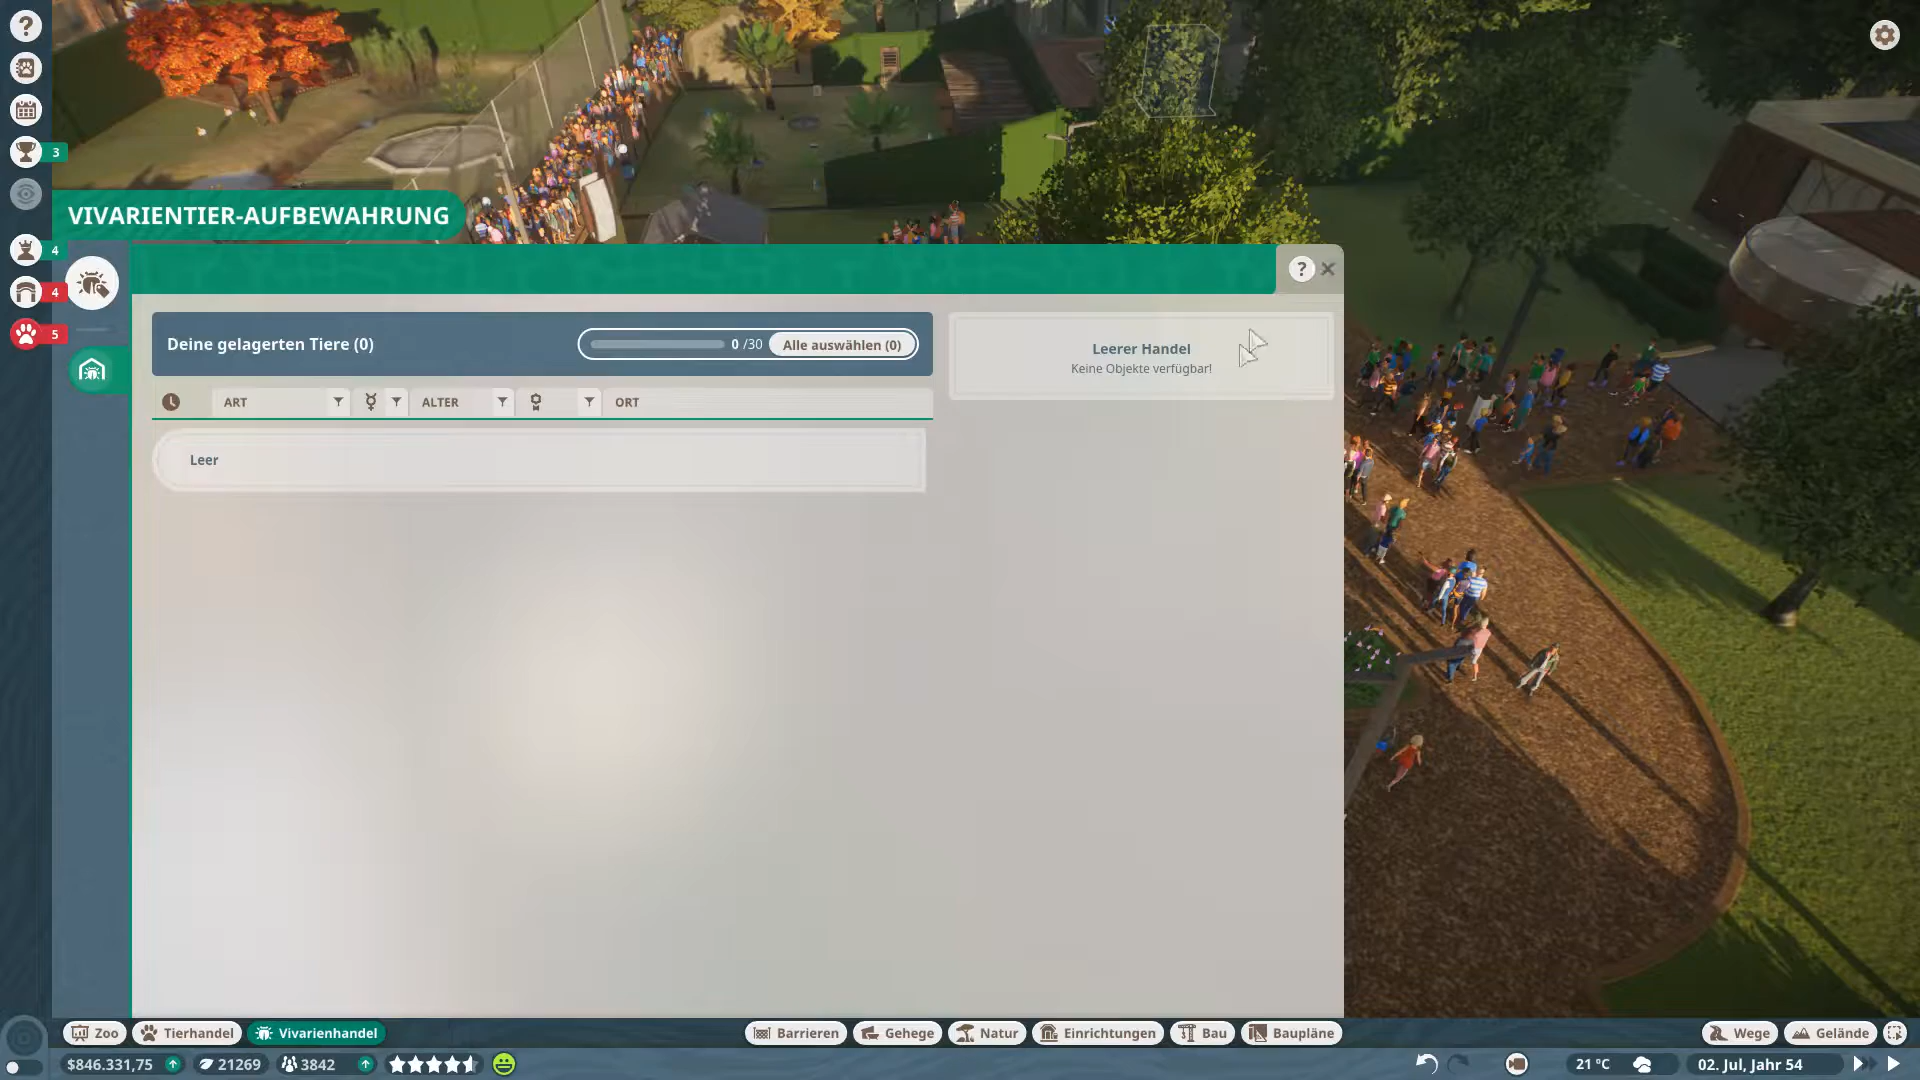 ?
3
VIVARIENTIER-AUFBEWAHRUNG
4
4
5
?
Deine gelagerten Tiere (0)
0 /30
Alle auswählen (0)
ART
ALTER
ORT
Leer
Leerer Handel
Keine Objekte verfügbar!
Zoo
Tierhandel
Vivarienhandel
Barrieren
Gehege
Natur
Einrichtungen
Bau
Baupläne
Wege
Gelände
$846.331,75
21269
3842
21 °C
02. Jul, Jahr 54